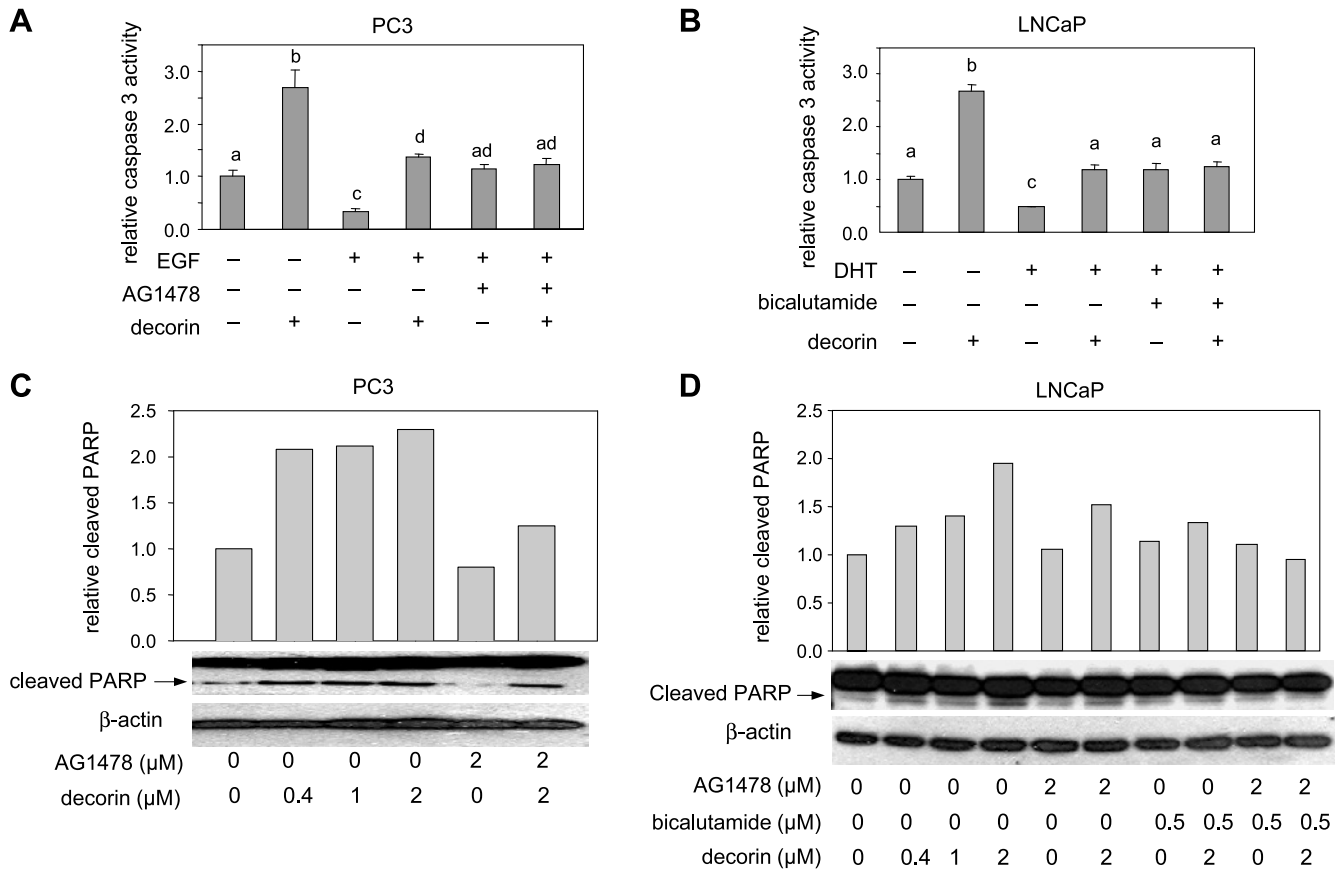 A
PC3
relative caspase 3 activity
3.0
2.0
1.0
0.0
a
b
c
d
ad
ad
EGF – – + + + +
AG1478 – – – – + +
decorin – + – + – +
B
LNCaP
relative caspase 3 activity
3.0
2.0
1.0
0.0
a
b
c
a
a
a
DHT – – + + + +
bicalutamide – – – – + +
decorin – + – + – +
C
PC3
relative cleaved PARP
2.5
2.0
1.5
1.0
0.5
0.0
cleaved PARP
β-actin
AG1478 (μM) 0 0 0 0 2 2
decorin (μM) 0 0.4 1 2 0 2
D
LNCaP
relative cleaved PARP
2.5
2.0
1.5
1.0
0.5
0.0
Cleaved PARP
β-actin
AG1478 (μM) 0 0 0 0 2 2 0 0 2 2
bicalutamide (μM) 0 0 0 0 0 0 0.5 0.5 0.5 0.5
decorin (μM) 0 0.4 1 2 0 2 0 2 0 2